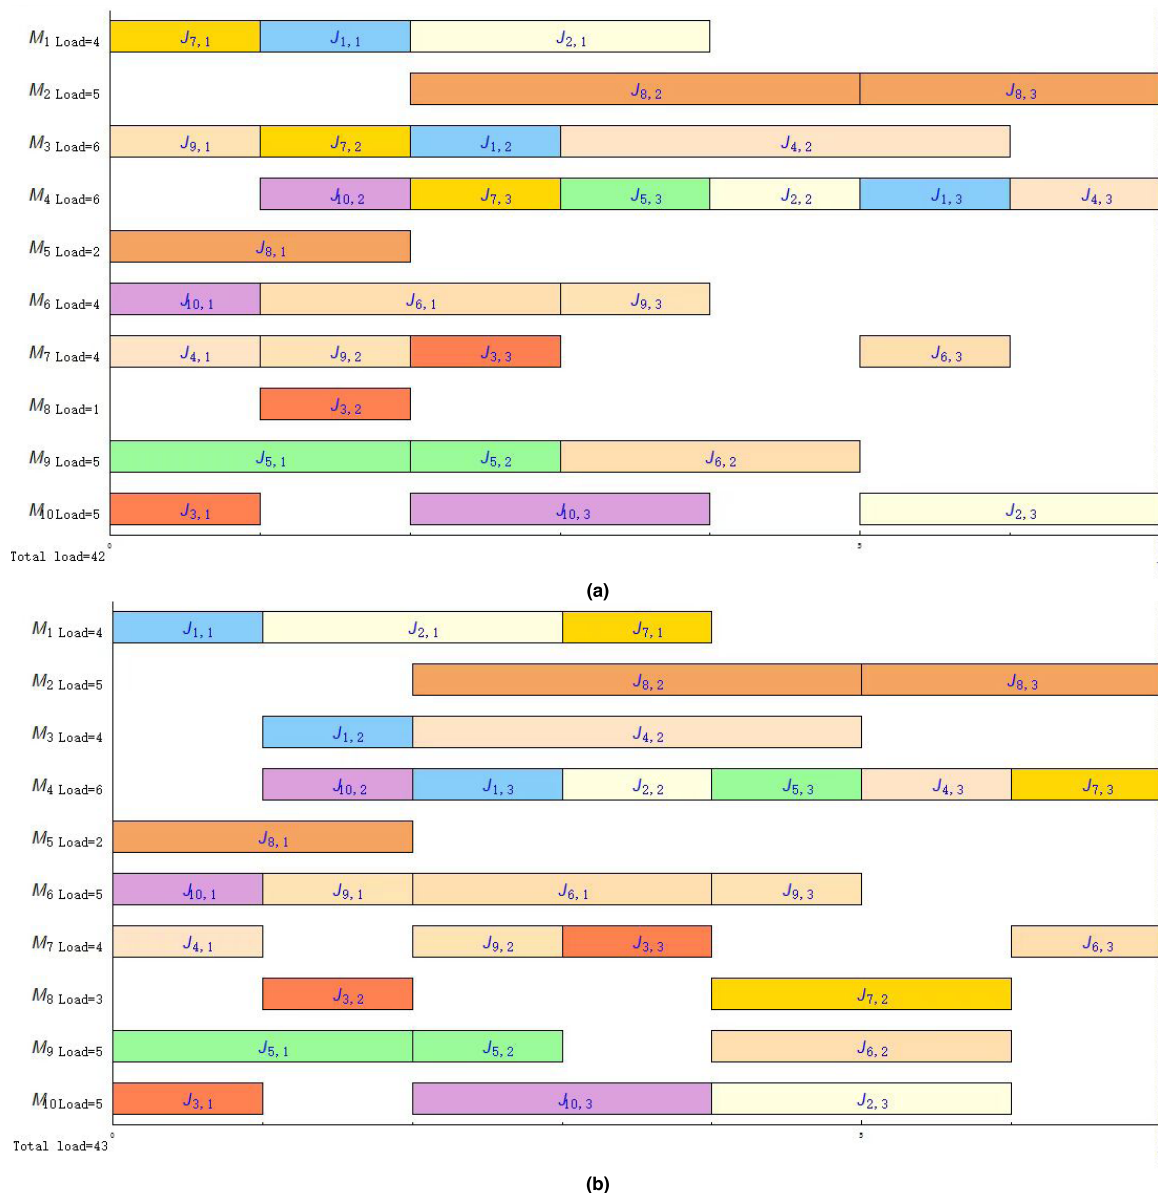 M1 Load=4 J7,1 J1,1 J2,1
M2 Load=5 J8,2 J8,3
M3 Load=6 J9,1 J7,2 J1,2 J4,2
M4 Load=6 J10,2 J7,3 J5,3 J2,2 J1,3 J4,3
M5 Load=2 J8,1
M6 Load=4 J10,1 J6,1 J9,3
M7 Load=4 J4,1 J9,2 J3,3 J6,3
M8 Load=1 J3,2
M9 Load=5 J5,1 J5,2 J6,2
M10 Load=5 J3,1 J10,3 J2,3
0 5
Total load=42
(a)
M1 Load=4 J1,1 J2,1 J7,1
M2 Load=5 J8,2 J8,3
M3 Load=4 J1,2 J4,2
M4 Load=6 J10,2 J1,3 J2,2 J5,3 J4,3 J7,3
M5 Load=2 J8,1
M6 Load=5 J10,1 J9,1 J6,1 J9,3
M7 Load=4 J4,1 J9,2 J3,3 J6,3
M8 Load=3 J3,2 J7,2
M9 Load=5 J5,1 J5,2 J6,2
M10 Load=5 J3,1 J10,3 J2,3
0 5
Total load=43
(b)